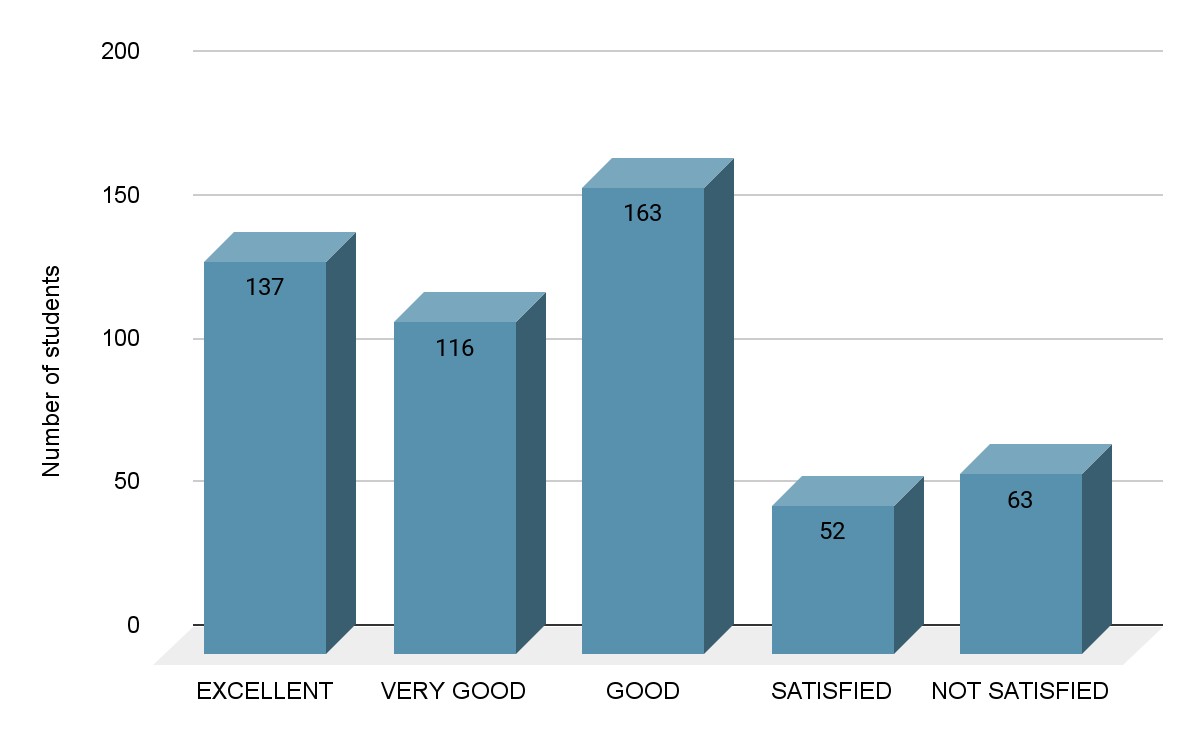 200
150
100
50
0
Number of students
137
116
163
52
63
EXCELLENT
VERY GOOD
GOOD
SATISFIED
NOT SATISFIED